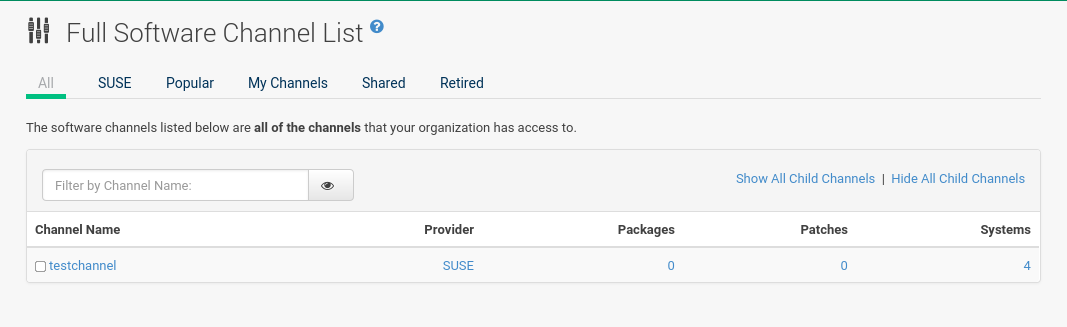 Full Software Channel List ?
All SUSE Popular My Channels Shared Retired
The software channels listed below are all of the channels that your organization has access to.
Filter by Channel Name: Show All Child Channels | Hide All Child Channels
Channel Name Provider Packages Patches Systems
testchannel SUSE 0 0 4